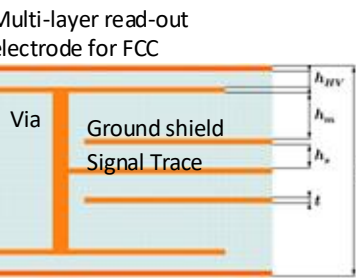 Multi-layer read-out
electrode for FCC
h_HV
Via
h_m
Ground shield
h_s
Signal Trace
t